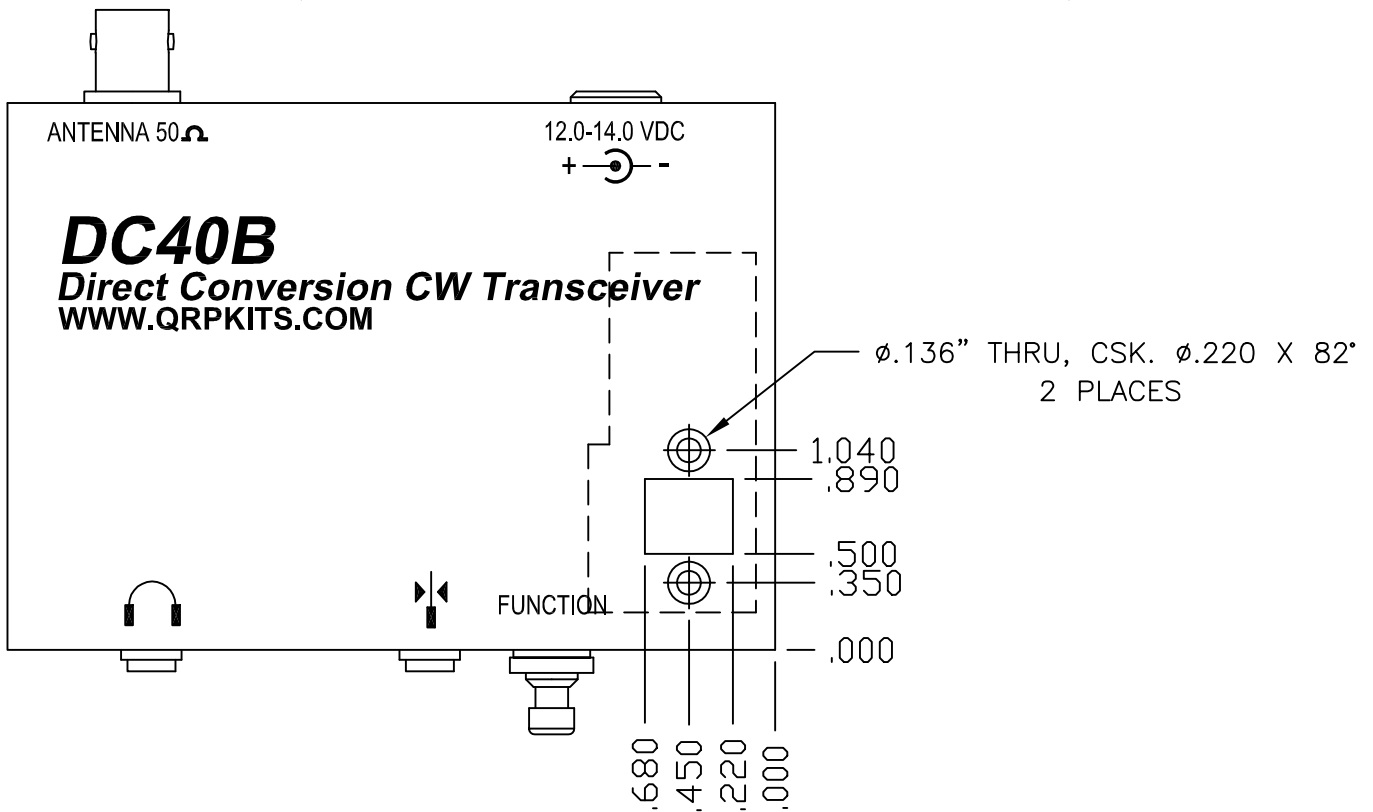 ANTENNA 50Ω
12.0-14.0 VDC
+ -
DC40B
Direct Conversion CW Transceiver
WWW.QRPKITS.COM
ø.136” THRU, CSK. ø.220 X 82°
2 PLACES
1.040
.890
.500
.350
FUNCTION
.000
.680
.450
.220
.000